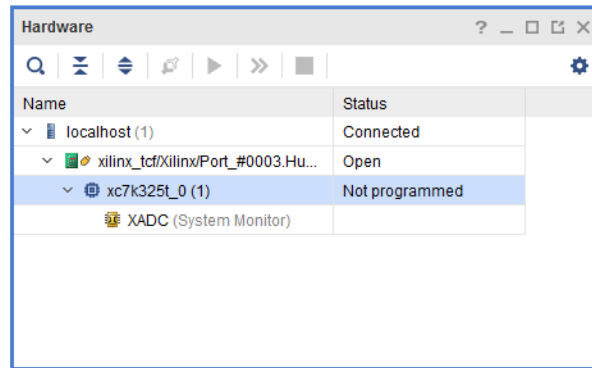 Hardware
Name Status
localhost (1) Connected
xilinx_tcf/Xilinx/Port_#0003.Hu... Open
xc7k325t_0 (1) Not programmed
XADC (System Monitor)